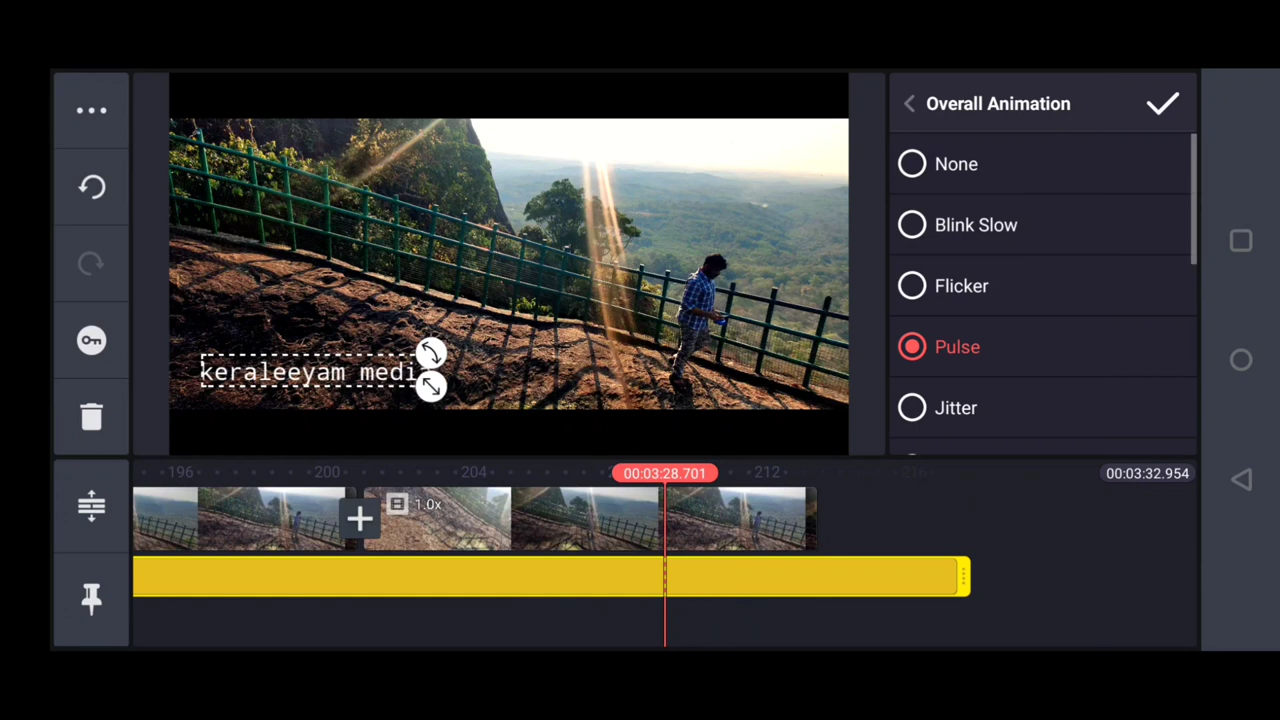 Overall Animation
None
Blink Slow
Flicker
Pulse
Jitter
keraleeyam medi
196
200
204
00:03:28.701
212
216
00:03:32.954
1.0x